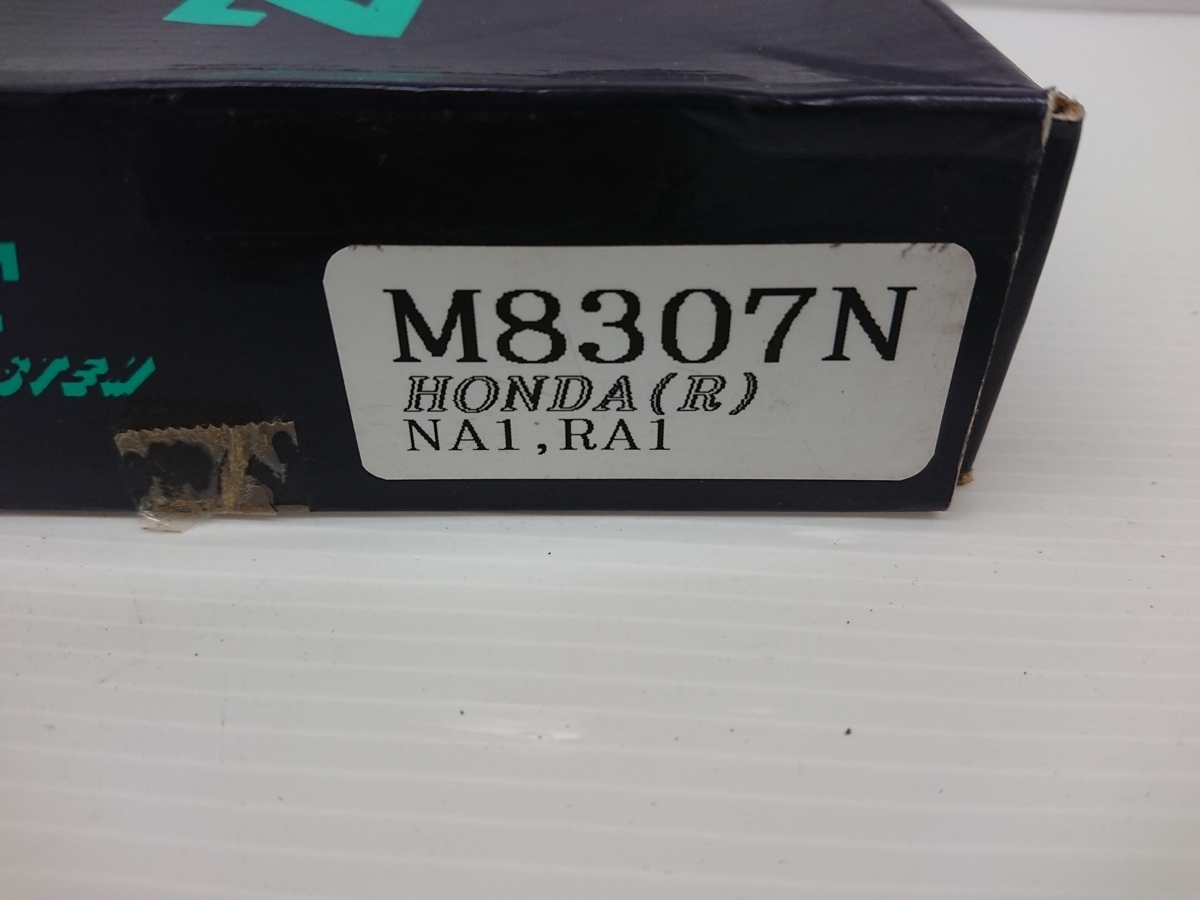 M8307N
HONDA(R)
NA1,RA1